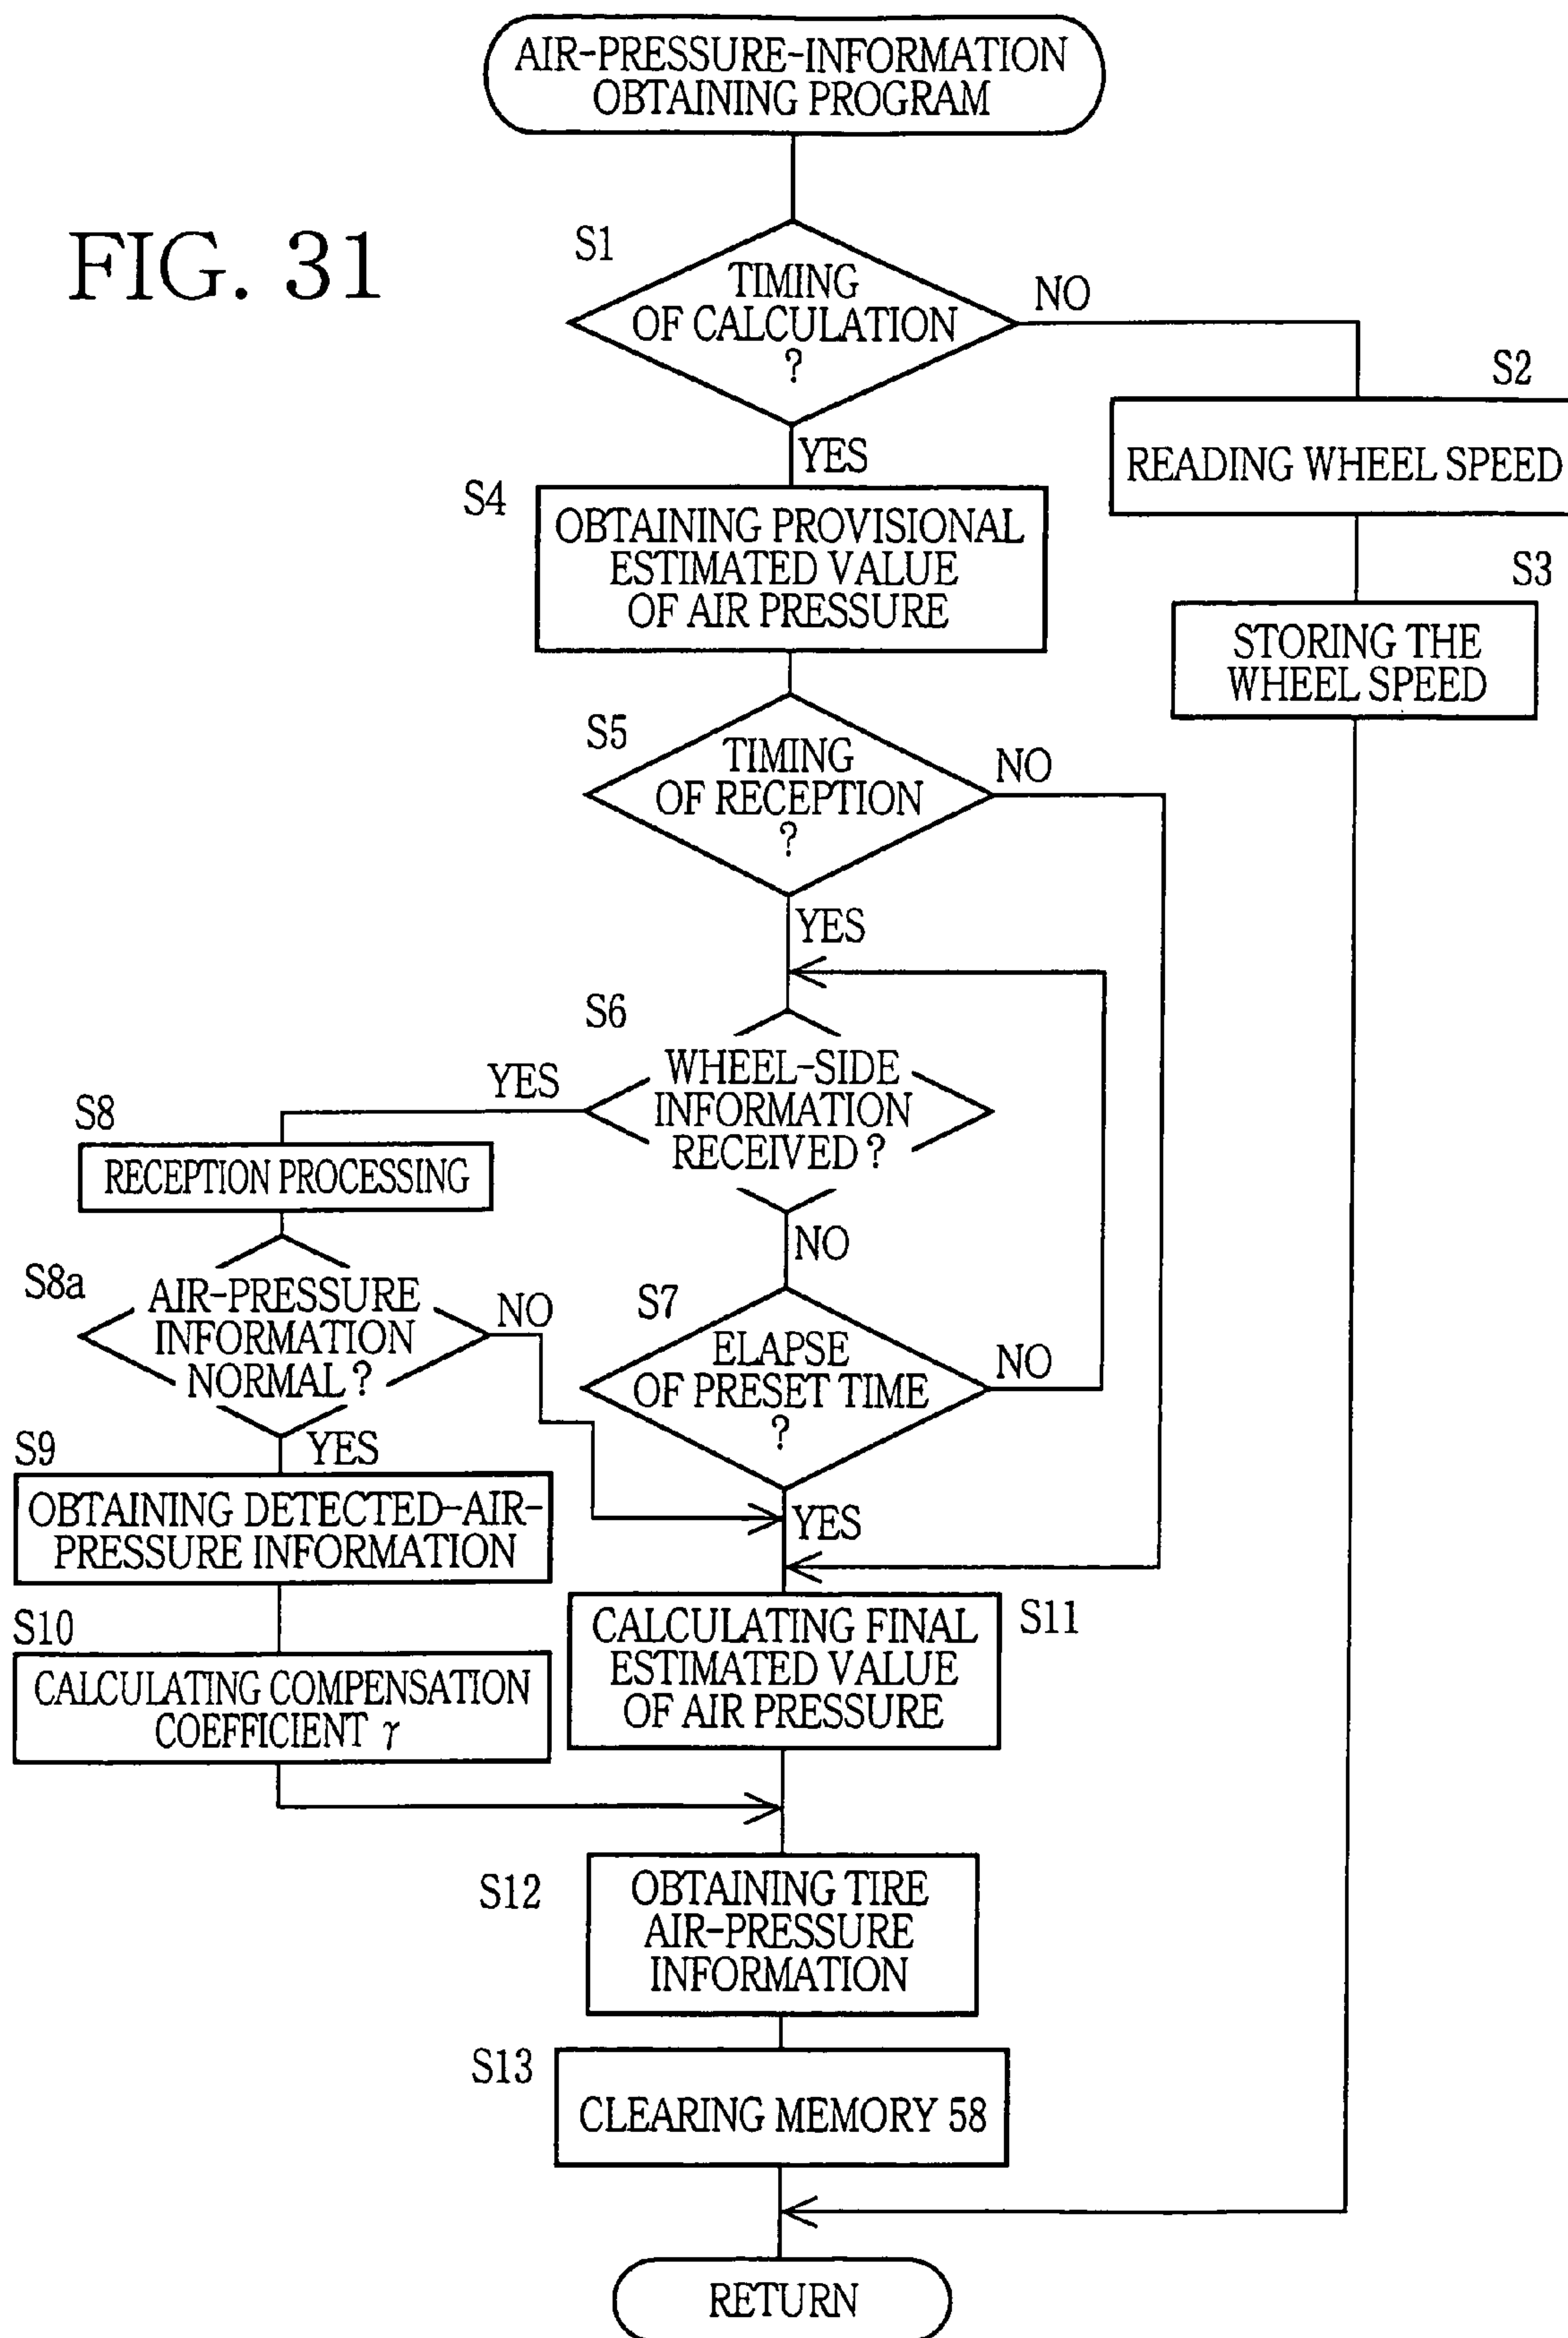 AIR-PRESSURE-INFORMATION
OBTAINING PROGRAM
FIG. 31
S1
TIMING
OF CALCULATION
?
NO
YES
S2
READING WHEEL SPEED
S3
STORING THE
WHEEL SPEED
S4
OBTAINING PROVISIONAL
ESTIMATED VALUE
OF AIR PRESSURE
S5
TIMING
OF RECEPTION
?
NO
YES
S6
WHEEL-SIDE
INFORMATION
RECEIVED?
YES
NO
S8
RECEPTION PROCESSING
S8a
AIR-PRESSURE
INFORMATION
NORMAL?
NO
YES
S7
ELAPSE
OF PRESET TIME
?
NO
YES
S9
OBTAINING DETECTED-AIR-
PRESSURE INFORMATION
S10
CALCULATING COMPENSATION
COEFFICIENT γ
S11
CALCULATING FINAL
ESTIMATED VALUE
OF AIR PRESSURE
S12
OBTAINING TIRE
AIR-PRESSURE
INFORMATION
S13
CLEARING MEMORY 58
RETURN